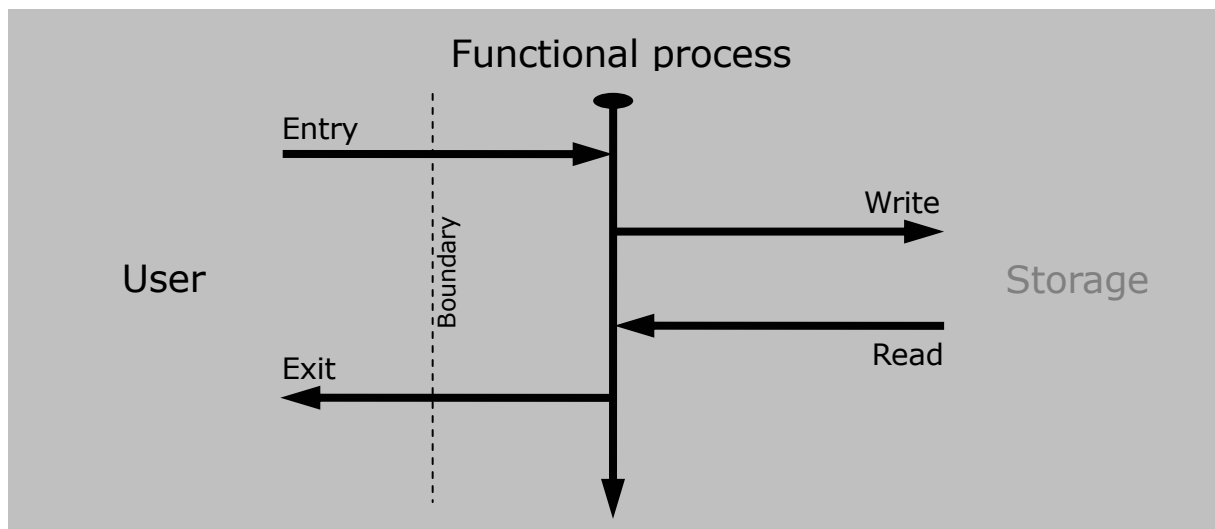 Functional process
Entry
Write
Boundary
User
Storage
Read
Exit